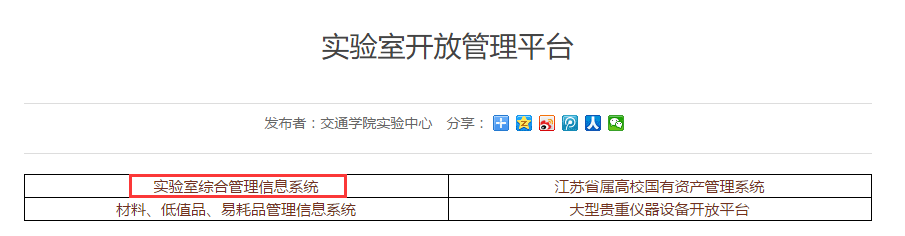 实验室开放管理平台
发布者：交通学院实验中心 分享：
实验室综合管理信息系统 江苏省属高校国有资产管理系统
材料、低值品、易耗品管理信息系统 大型贵重仪器设备开放平台